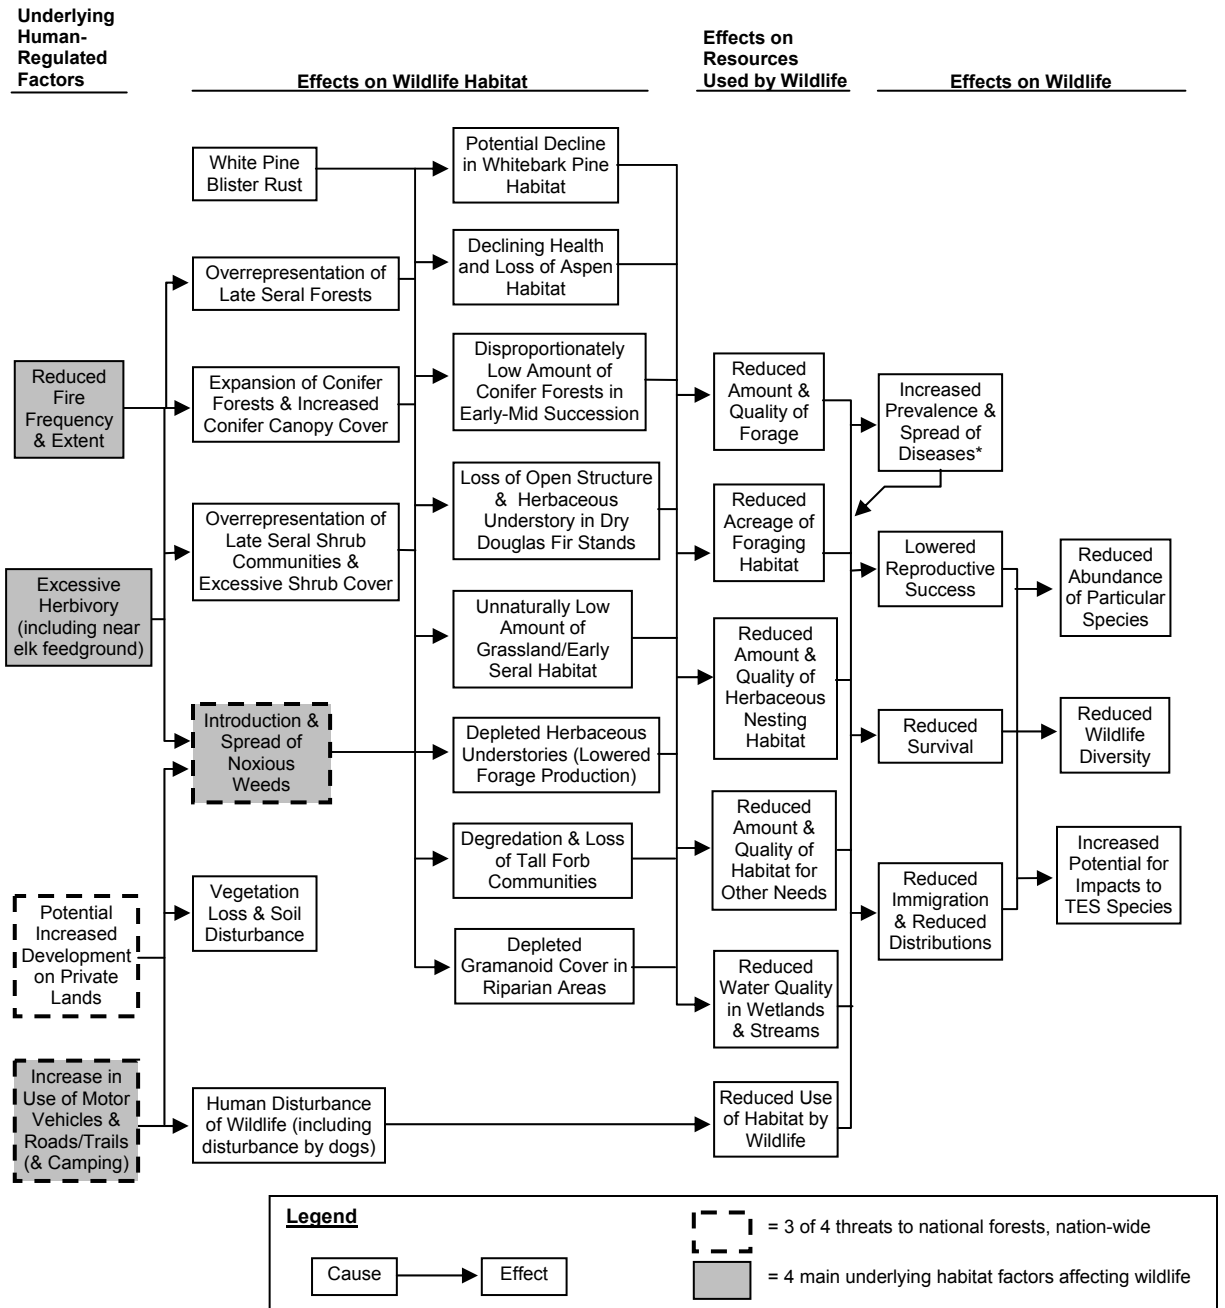 Underlying
Human-
Regulated
Factors
Effects on Wildlife Habitat
Effects on
Resources
Used by Wildlife
Effects on Wildlife
White Pine
Blister Rust
Overrepresentation of
Late Seral Forests
Reduced
Fire
Frequency
& Extent
Expansion of Conifer
Forests & Increased
Conifer Canopy Cover
Overrepresentation of
Late Seral Shrub
Communities &
Excessive Shrub Cover
Excessive
Herbivory
(including near
elk feedground)
Introduction &
Spread of
Noxious
Weeds
Vegetation
Loss & Soil
Disturbance
Potential
Increased
Development
on Private
Lands
Increase in
Use of Motor
Vehicles &
Roads/Trails
(& Camping)
Human Disturbance
of Wildlife (including
disturbance by dogs)
Potential Decline
in Whitebark Pine
Habitat
Declining Health
and Loss of Aspen
Habitat
Disproportionately
Low Amount of
Conifer Forests in
Early-Mid Succession
Loss of Open Structure
& Herbaceous
Understory in Dry
Douglas Fir Stands
Unnaturally Low
Amount of
Grassland/Early
Seral Habitat
Depleted Herbaceous
Understories (Lowered
Forage Production)
Degredation & Loss
of Tall Forb
Communities
Depleted
Gramanoid Cover in
Riparian Areas
Reduced
Amount &
Quality of
Forage
Reduced
Acreage of
Foraging
Habitat
Reduced
Amount &
Quality of
Herbaceous
Nesting
Habitat
Reduced
Amount &
Quality of
Habitat for
Other Needs
Reduced
Water Quality
in Wetlands
& Streams
Reduced Use
of Habitat by
Wildlife
Increased
Prevalence &
Spread of
Diseases*
Lowered
Reproductive
Success
Reduced
Survival
Reduced
Immigration
& Reduced
Distributions
Reduced
Abundance
of Particular
Species
Reduced
Wildlife
Diversity
Increased
Potential for
Impacts to
TES Species
Legend
Cause
Effect
= 3 of 4 threats to national forests, nation-wide
= 4 main underlying habitat factors affecting wildlife